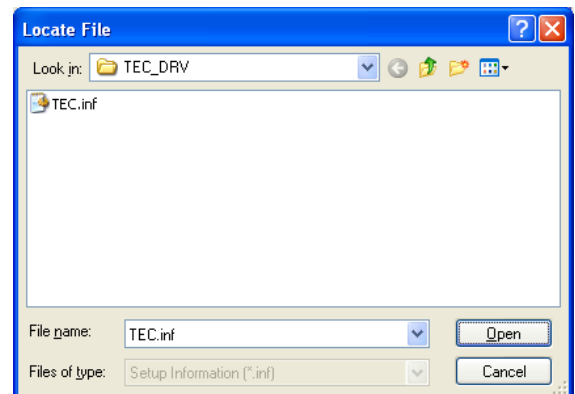 Locate File
Look in: TEC_DRV
TEC.inf
File name: TEC.inf Open
Files of type: Setup Information (*.inf) Cancel